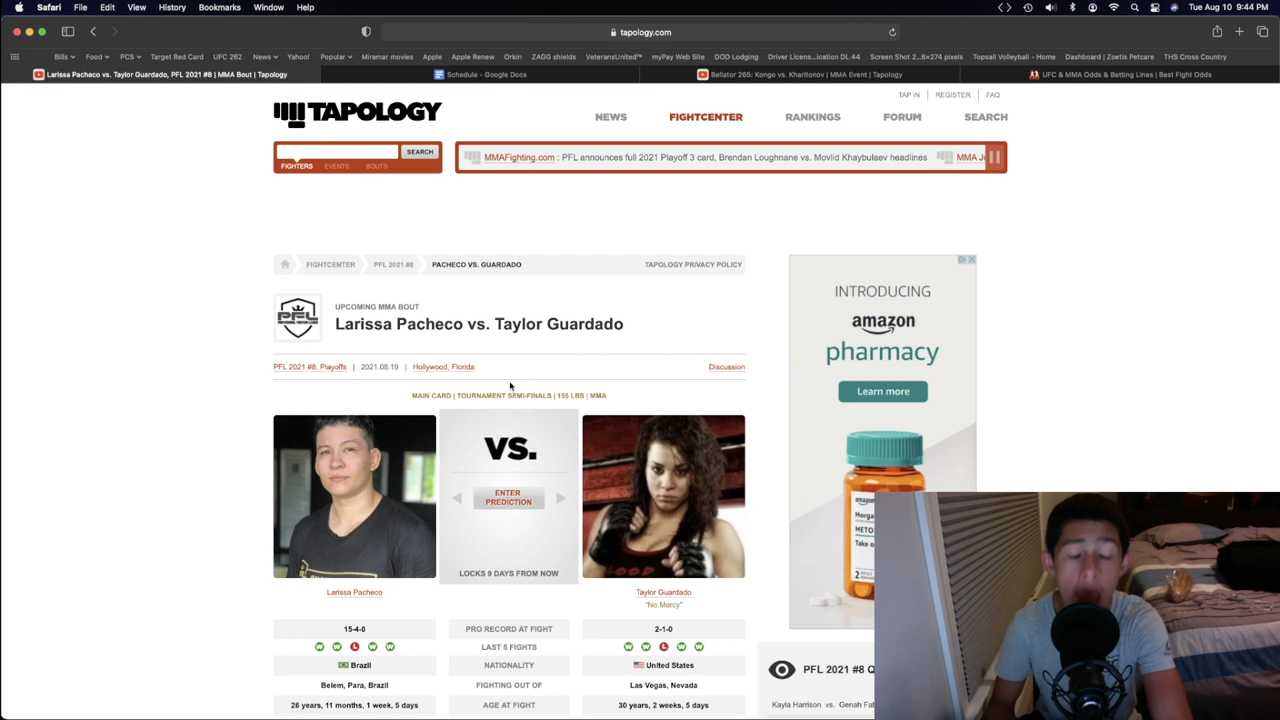 Safari File Edit View History Bookmarks Window Help
Tue Aug 10 9:44 PM
tapology.com
Bills Food PCS Target Red Card UFC 262 News Yahoo! Popular Miramar movies Apple Apple Renew Orkin ZAGG shields VeteransUnited™ myPay Web Site DOD Lodging Driver Licens...ication DL 44 Screen Shot 2...6×274 pixels Topsail Volleyball - Home Dashboard | Zoetis Petcare THS Cross Country
Larissa Pacheco vs. Taylor Guardado, PFL 2021 #8 | MMA Bout | Tapology
Schedule - Google Docs
Bellator 265: Kongo vs. Kharitonov | MMA Event | Tapology
UFC & MMA Odds & Betting Lines | Best Fight Odds
TAP IN REGISTER FAQ
TAPOLOGY
NEWS FIGHTCENTER RANKINGS FORUM SEARCH
SEARCH
FIGHTERS EVENTS BOUTS
MMAFighting.com : PFL announces full 2021 Playoff 3 card, Brendan Loughnane vs. Movlid Khaybulaev headlines
FIGHTCENTER PFL 2021 #8 PACHECO VS. GUARDADO
TAPOLOGY PRIVACY POLICY
PFL
UPCOMING MMA BOUT
Larissa Pacheco vs. Taylor Guardado
PFL 2021 #8: Playoffs | 2021.08.19 | Hollywood, Florida
Discussion
MAIN CARD | TOURNAMENT SEMI-FINALS | 155 LBS | MMA
VS.
ENTER
PREDICTION
LOCKS 9 DAYS FROM NOW
Larissa Pacheco
Taylor Guardado
"No Mercy"
15-4-0 PRO RECORD AT FIGHT 2-1-0
W W L W W LAST 5 FIGHTS W W L W W
Brazil NATIONALITY United States
Belem, Para, Brazil FIGHTING OUT OF Las Vegas, Nevada
26 years, 11 months, 1 week, 5 days AGE AT FIGHT 30 years, 2 weeks, 5 days
INTRODUCING
amazon
pharmacy
Learn more
amazon
PFL 2021 #8 Q
Kayla Harrison vs. Genah Fab